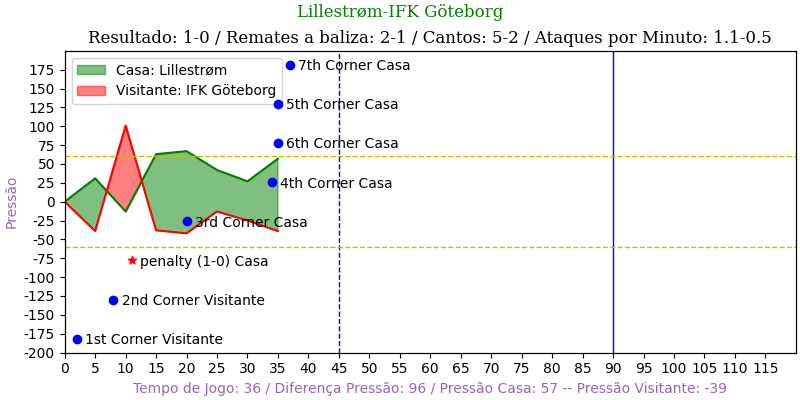 Lillestrøm-IFK Göteborg
Resultado: 1-0 / Remates a baliza: 2-1 / Cantos: 5-2 / Ataques por Minuto: 1.1-0.5
Casa: Lillestrøm
Visitante: IFK Göteborg
7th Corner Casa
5th Corner Casa
6th Corner Casa
4th Corner Casa
3rd Corner Casa
penalty (1-0) Casa
2nd Corner Visitante
1st Corner Visitante
Pressão
175
150
125
100
75
50
25
0
-25
-50
-75
-100
-125
-150
-175
-200
0 5 10 15 20 25 30 35 40 45 50 55 60 65 70 75 80 85 90 95 100 105 110 115
Tempo de Jogo: 36 / Diferença Pressão: 96 / Pressão Casa: 57 -- Pressão Visitante: -39